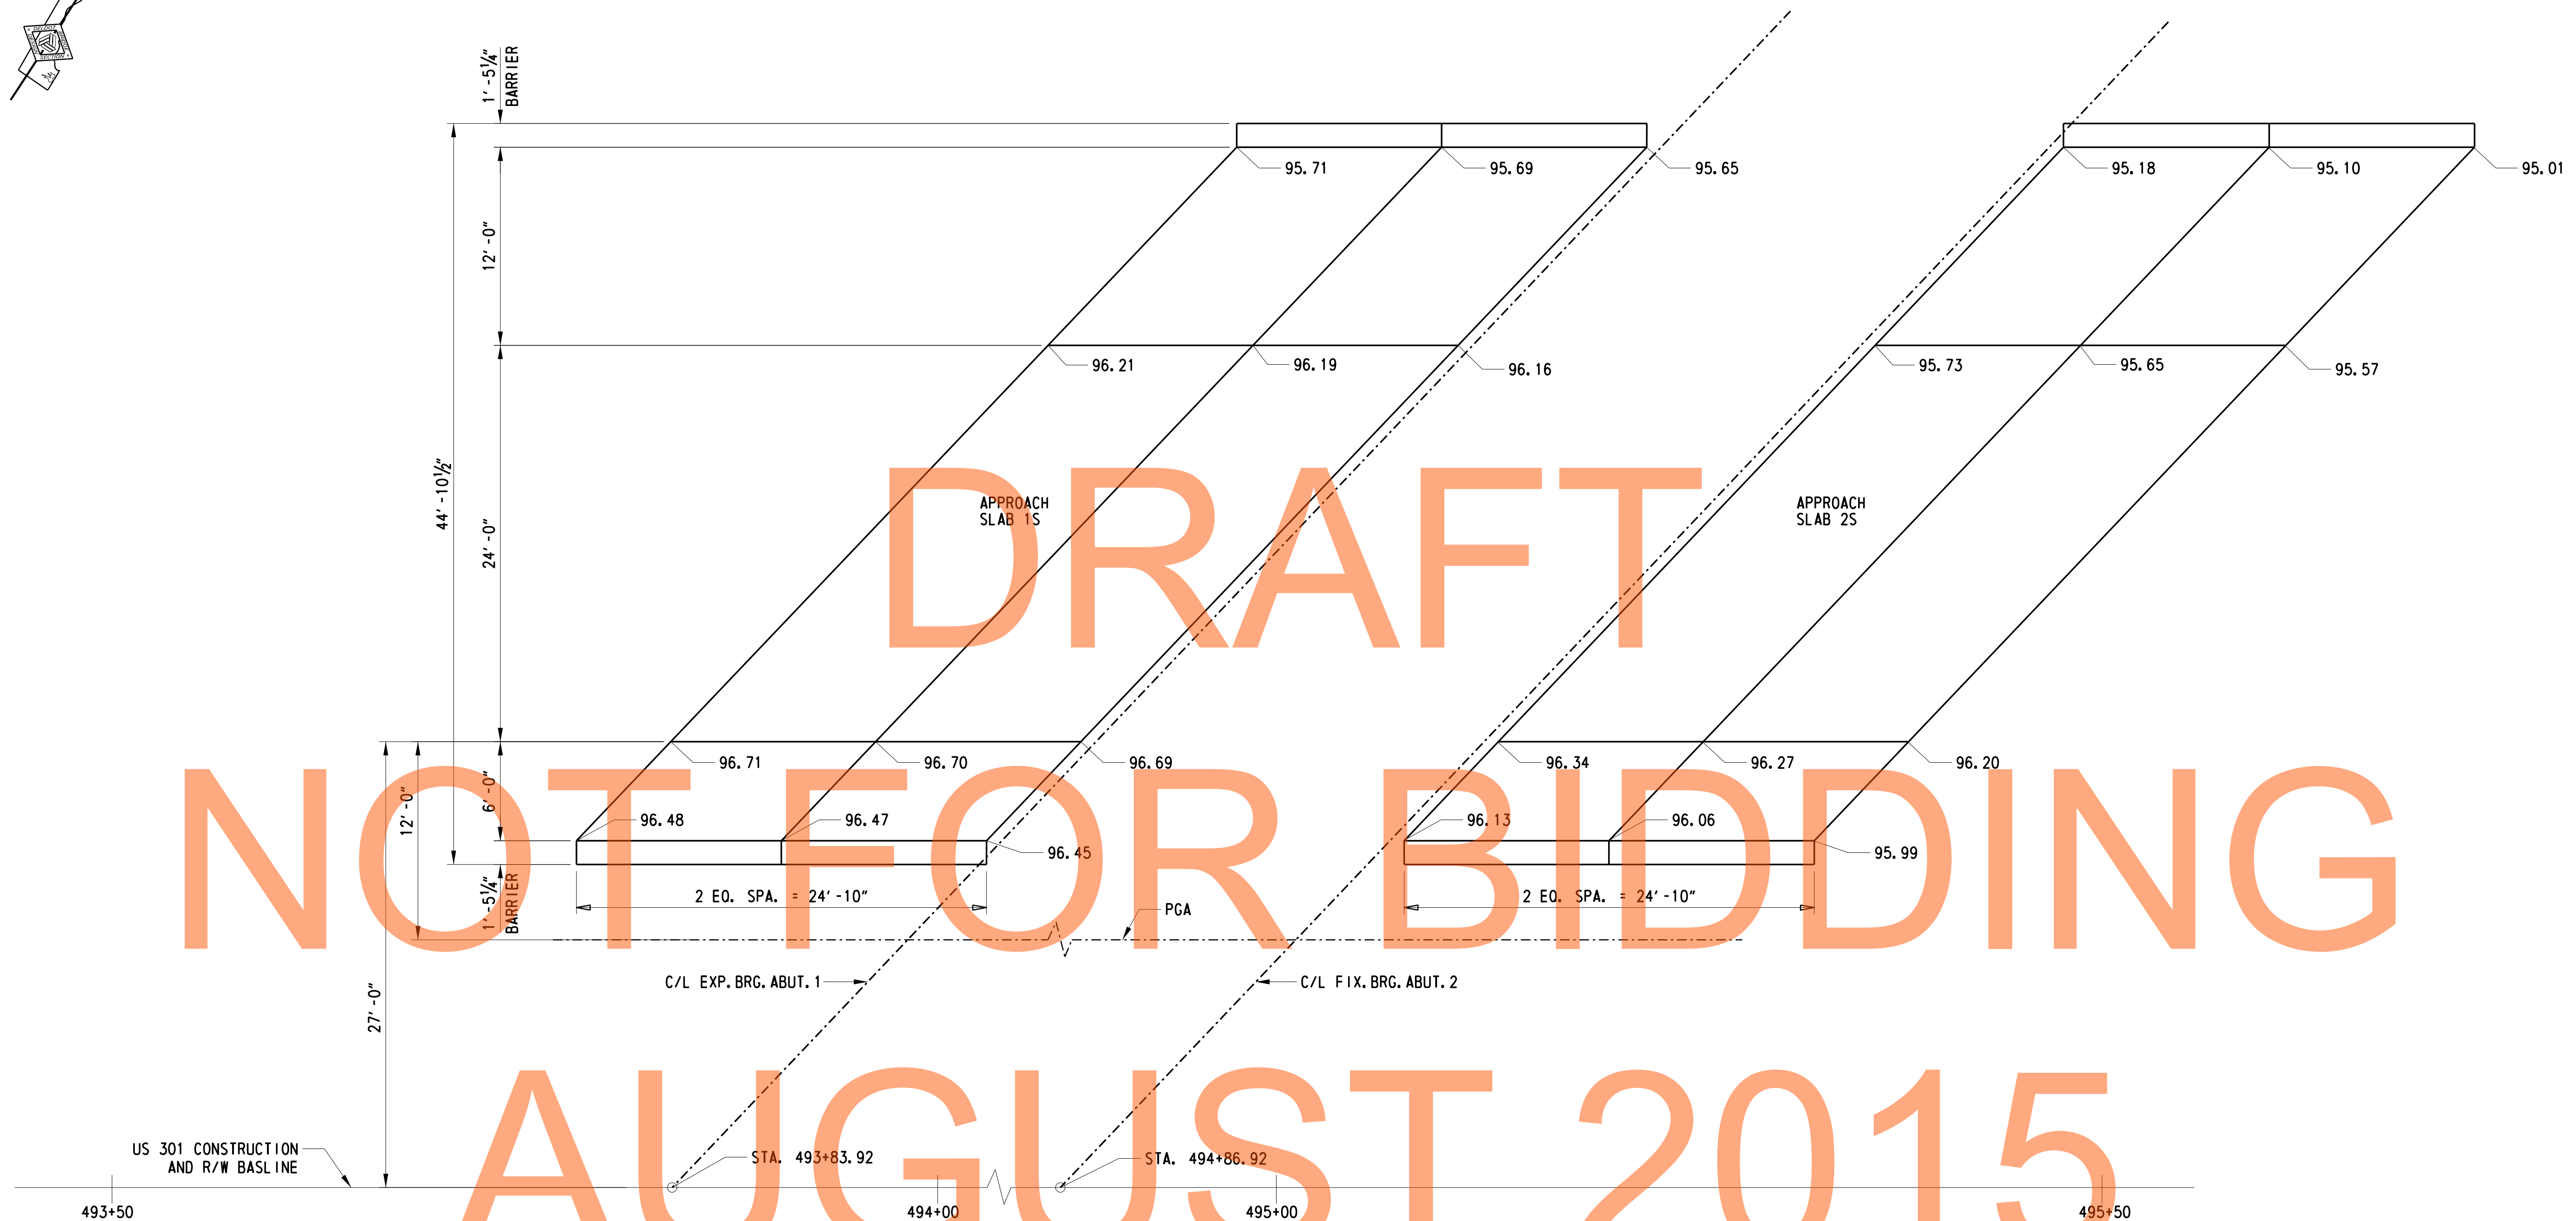 1'-5¼"
BARRIER
95.71
95.69
95.65
95.18
95.10
95.01
12'-0"
96.21
96.19
96.16
95.73
95.65
95.57
44'-10½"
24'-0"
APPROACH
SLAB 1S
APPROACH
SLAB 2S
DRAFT
96.71
96.70
96.69
96.34
96.27
96.20
NOT FOR BIDDING
12'-0"
6'-0"
96.48
96.47
96.45
96.13
96.06
95.99
1'-5¼"
BARRIER
2 EQ. SPA. = 24'-10"
2 EQ. SPA. = 24'-10"
PGA
27'-0"
C/L EXP.BRG.ABUT.1
C/L FIX.BRG.ABUT.2
AUGUST 2015
US 301 CONSTRUCTION
AND R/W BASLINE
STA. 493+83.92
STA. 494+86.92
493+50
494+00
495+00
495+50